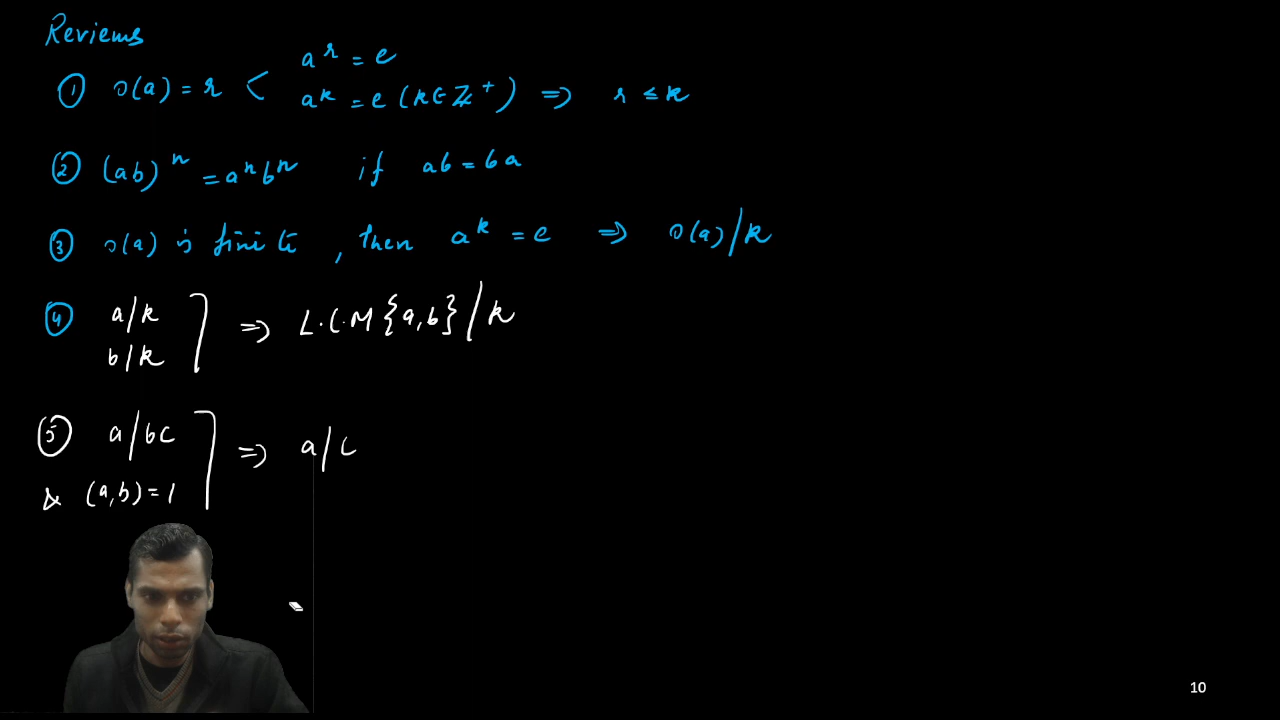 Reviews
① o(a) = r < a^r = e
a^k = e (k ∈ Z^+) ⇒ r ≤ k
② (ab)^n = a^n b^n if ab = ba
③ o(a) is finite, then a^k = e ⇒ o(a)/k
④ a/k
b/k ] ⇒ L.C.M {a,b}/k
⑤ a/bc
& (a,b) = 1 ] ⇒ a/c
10